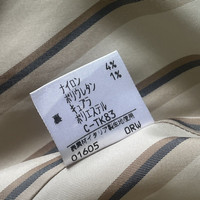 ナイロン 4%
ポリウレタン 1%
キュプラ
ポリエステル
C-TK83
01605 DRW